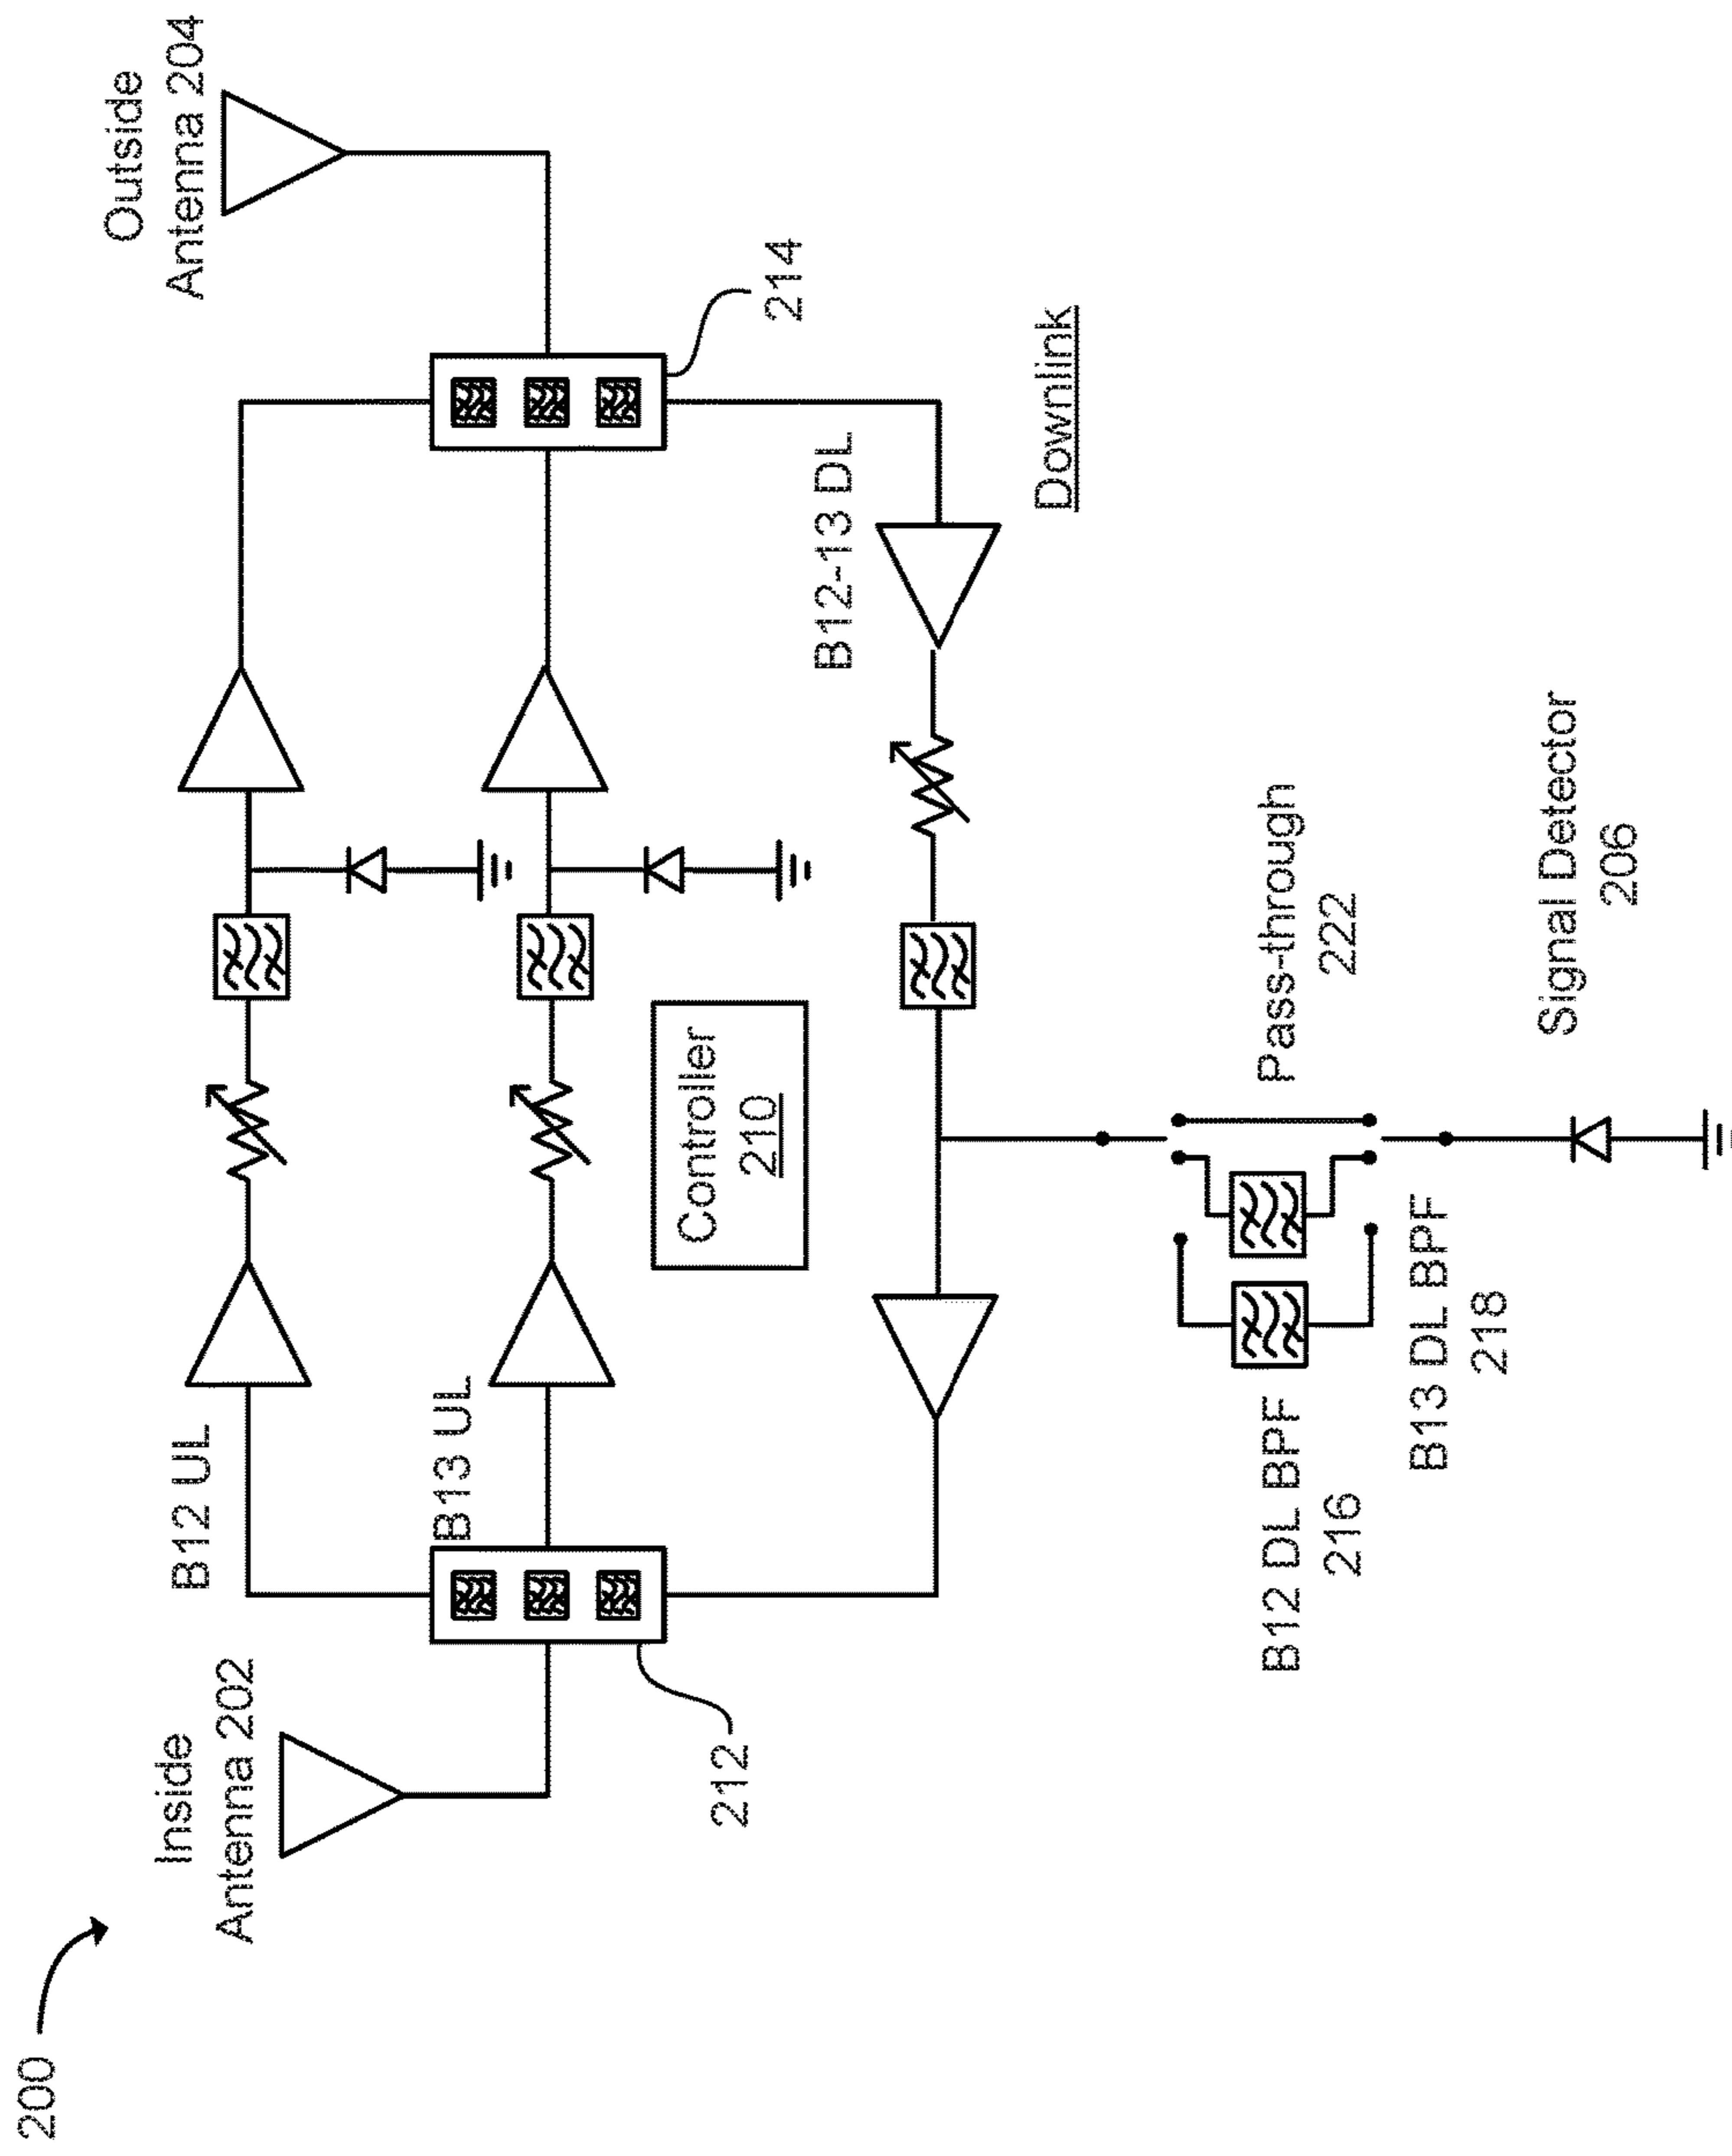 200
Inside
Antenna 202
Outside
Antenna 204
B12 UL
B13 UL
212
214
Controller
210
B12-13 DL
Downlink
Pass-through
222
B12 DL BPF
216
B13 DL BPF
218
Signal Detector
206